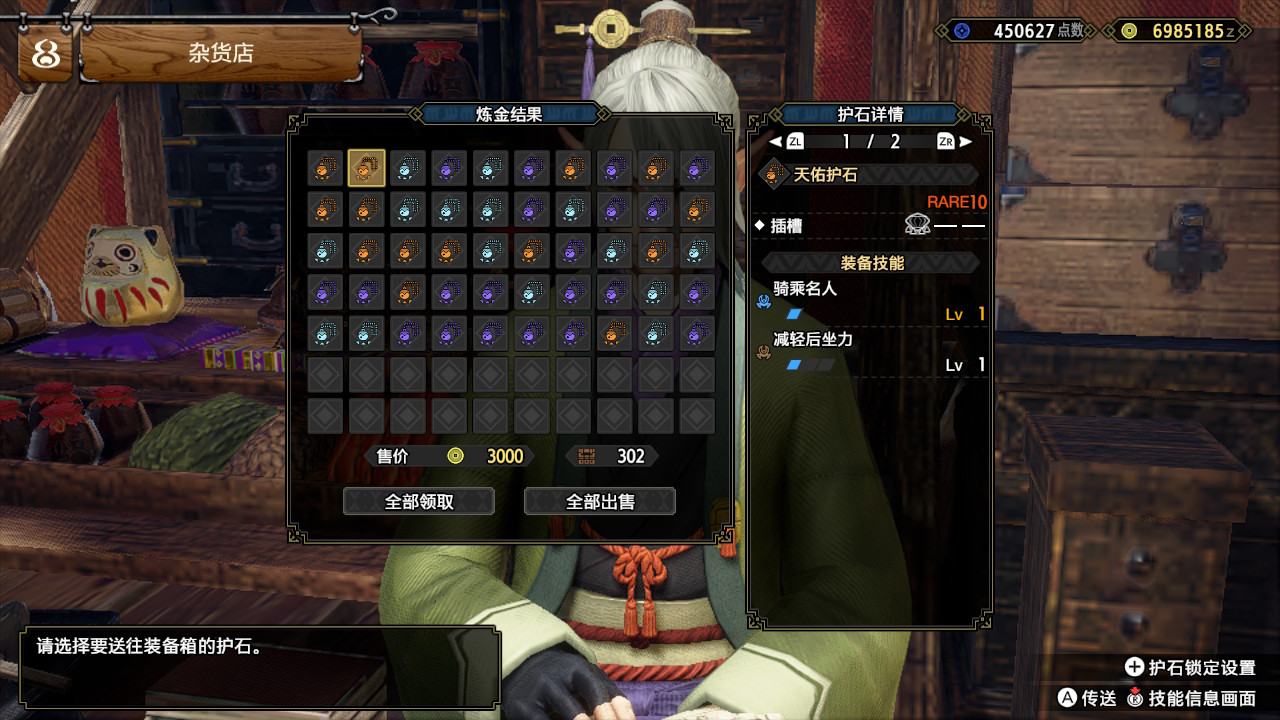 杂货店
450627点数
6985185z
炼金结果
售价 3000
302
全部领取 全部出售
护石详情
ZL 1 / 2 ZR
天佑护石
RARE10
插槽
装备技能
骑乘名人
Lv 1
减轻后坐力
Lv 1
请选择要送往装备箱的护石。
+护石锁定设置
A传送 R技能信息画面